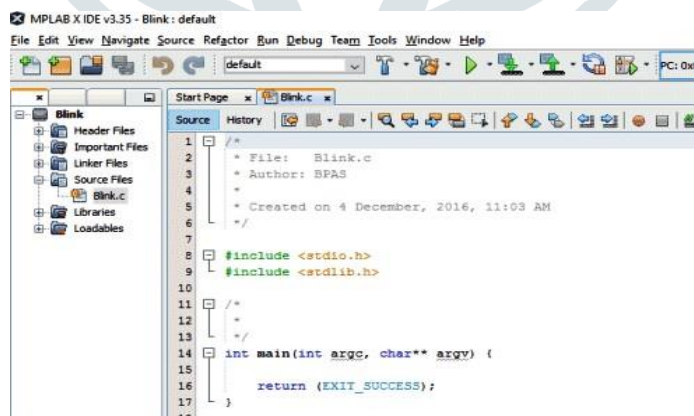 MPLAB X IDE v3.35 - Blink : default
File Edit View Navigate Source Refactor Run Debug Team Tools Window Help
default
PC: 0x
Start Page Blink.c
Source History
Blink
Header Files
Important Files
Linker Files
Source Files
Blink.c
Libraries
Loadables
1 /*
2 * File: Blink.c
3 * Author: BPAS
4 *
5 * Created on 4 December, 2016, 11:03 AM
6 */
7
8 #include <stdio.h>
9 #include <stdlib.h>
10
11 /*
12 *
13 */
14 int main(int argc, char** argv) {
15
16 return (EXIT_SUCCESS);
17 }